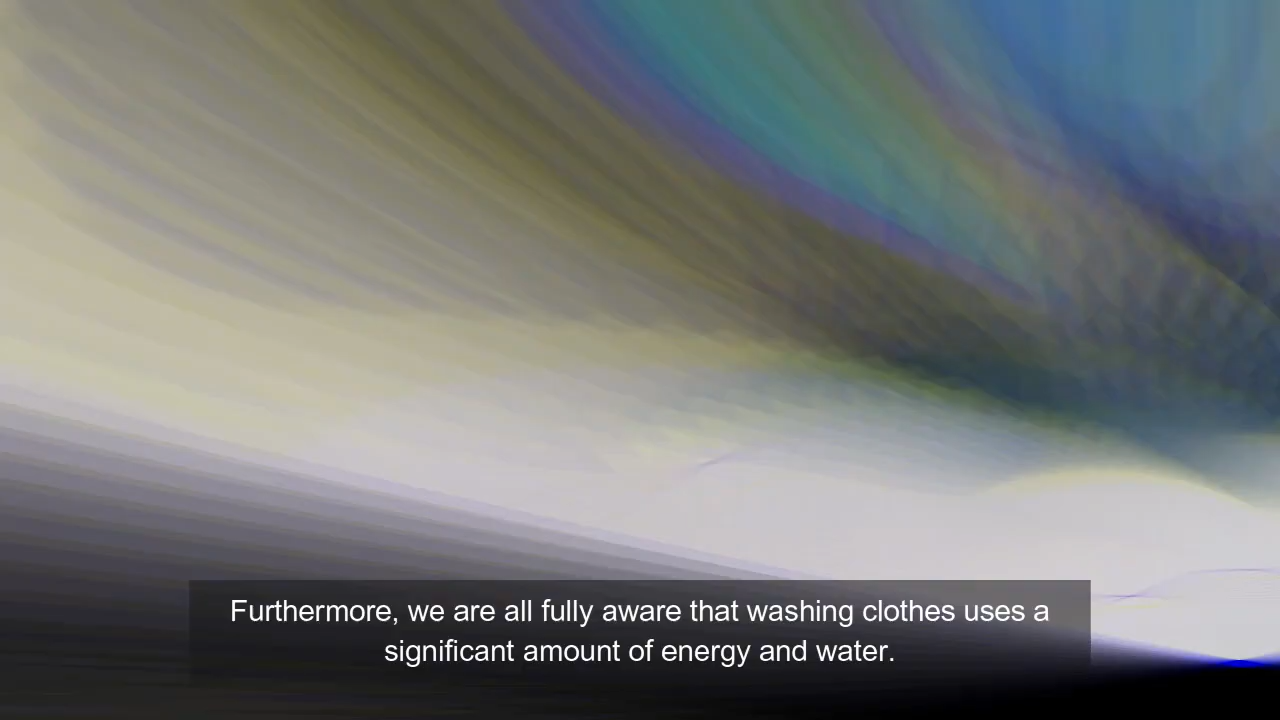 Furthermore, we are all fully aware that washing clothes uses a
significant amount of energy and water.